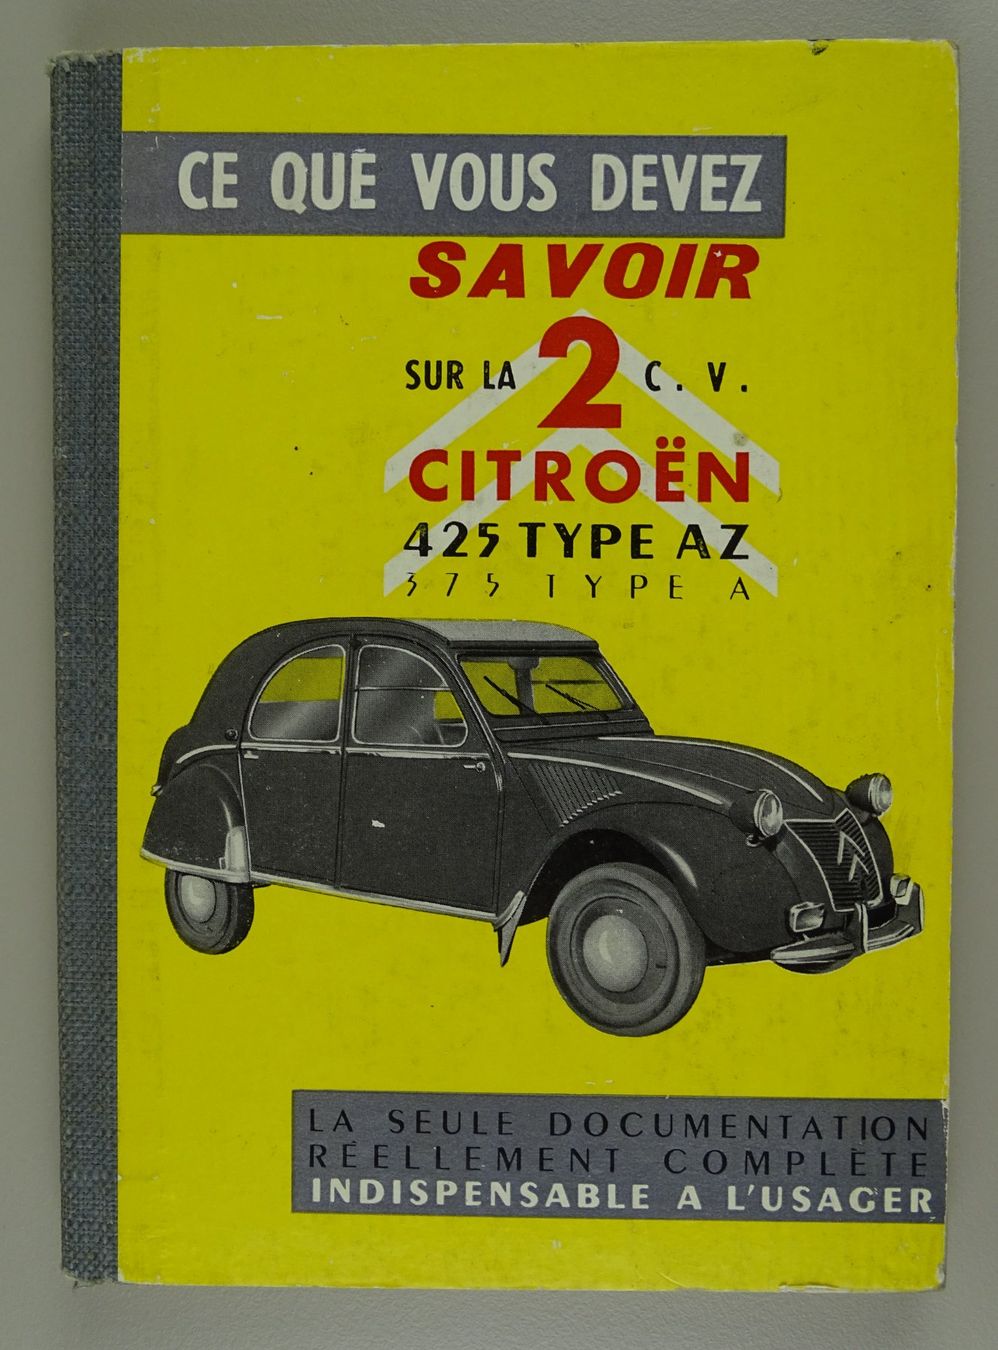 CE QUE VOUS DEVEZ
SAVOIR
SUR LA 2 C. V.
CITROËN
425 TYPE AZ
375 TYPE A
LA SEULE DOCUMENTATION
RÉELLEMENT COMPLÈTE
INDISPENSABLE A L'USAGER